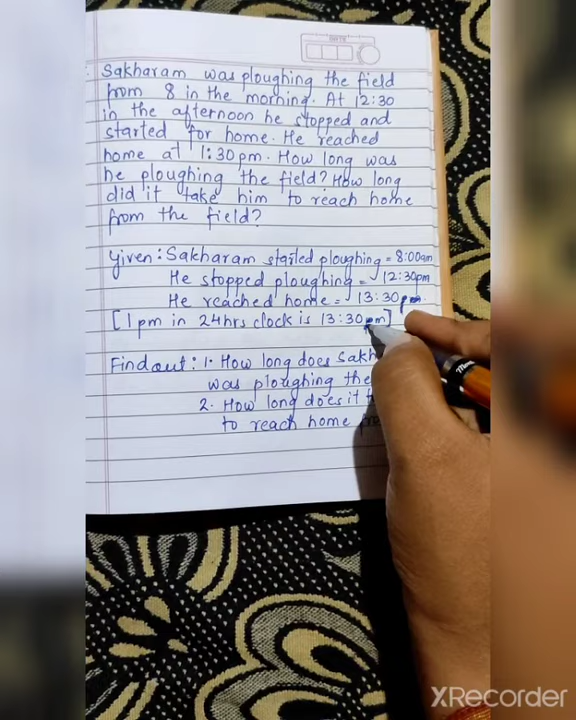 DATE
Sakharam was ploughing the field
from 8 in the morning. At 12:30
in the afternoon he stopped and
started for home. He reached
home at 1:30pm. How long was
he ploughing the field? How long
did it take him to reach home
from the field?
Given: Sakharam started ploughing = 8:00am
He stopped ploughing = 12:30pm
He reached home = 13:30
[1pm in 24hrs clock is 13:30pm]
Find out: 1. How long does Sakh
was ploughing the
2. How long does it t
to reach home
XRecorder